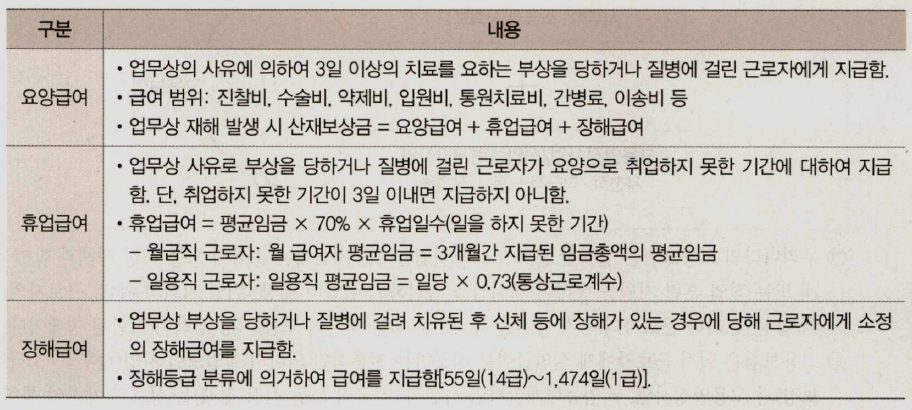 구분 내용
• 업무상의 사유에 의하여 3일 이상의 치료를 요하는 부상을 당하거나 질병에 걸린 근로자에게 지급함.
요양급여 • 급여 범위: 진찰비, 수술비, 약제비, 입원비, 통원치료비, 간병료, 이송비 등
• 업무상 재해 발생 시 산재보상금 = 요양급여 + 휴업급여 + 장해급여
• 업무상 사유로 부상을 당하거나 질병에 걸린 근로자가 요양으로 취업하지 못한 기간에 대하여 지급
함. 단, 취업하지 못한 기간이 3일 이내면 지급하지 아니함.
휴업급여 • 휴업급여 = 평균임금 × 70% × 휴업일수(일을 하지 못한 기간)
– 월급직 근로자: 월 급여자 평균임금 = 3개월간 지급된 임금총액의 평균임금
– 일용직 근로자: 일용직 평균임금 = 일당 × 0.73(통상근로계수)
• 업무상 부상을 당하거나 질병에 걸려 치유된 후 신체 등에 장해가 있는 경우에 당해 근로자에게 소정
장해급여 의 장해급여를 지급함.
• 장해등급 분류에 의거하여 급여를 지급함[55일(14급)~1,474일(1급)].